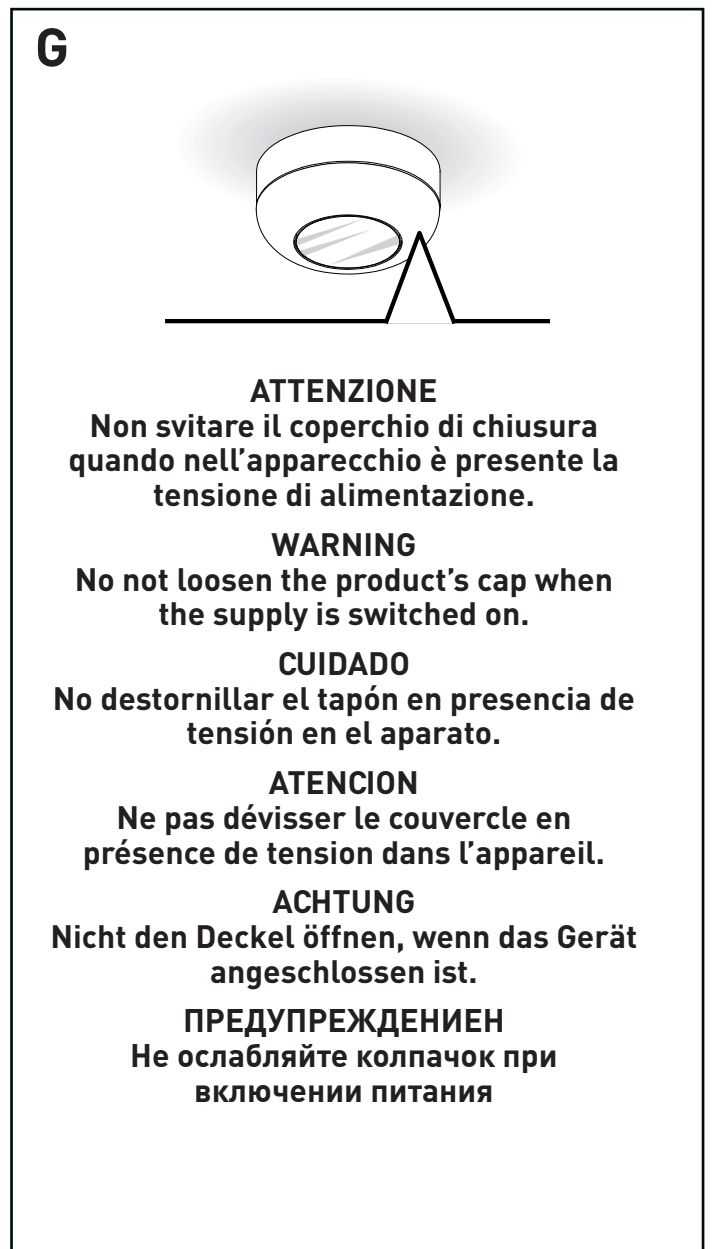 G
ATTENZIONE
Non svitare il coperchio di chiusura
quando nell’apparecchio è presente la
tensione di alimentazione.
WARNING
No not loosen the product’s cap when
the supply is switched on.
CUIDADO
No destornillar el tapón en presencia de
tensión en el aparato.
ATENCION
Ne pas dévisser le couvercle en
présence de tension dans l’appareil.
ACHTUNG
Nicht den Deckel öffnen, wenn das Gerät
angeschlossen ist.
ПРЕДУПРЕЖДЕНИЕН
Не ослабляйте колпачок при
включении питания